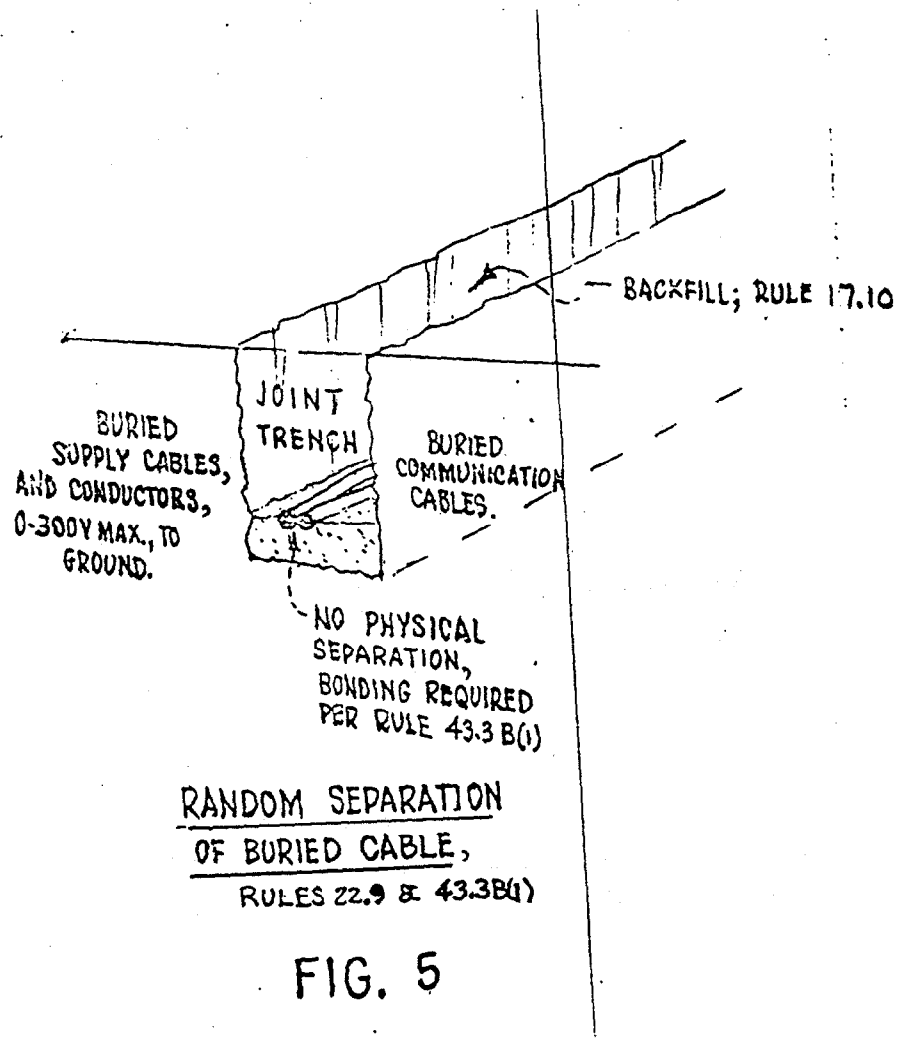 BACKFILL; RULE 17.10
JOINT
TRENCH
BURIED
SUPPLY CABLES,
AND CONDUCTORS,
0-300V MAX., TO
GROUND.
BURIED
COMMUNICATION
CABLES.
NO PHYSICAL
SEPARATION,
BONDING REQUIRED
PER RULE 43.3 B(1)
RANDOM SEPARATION
OF BURIED CABLE,
RULES 22.9 & 43.3B(1)
FIG. 5